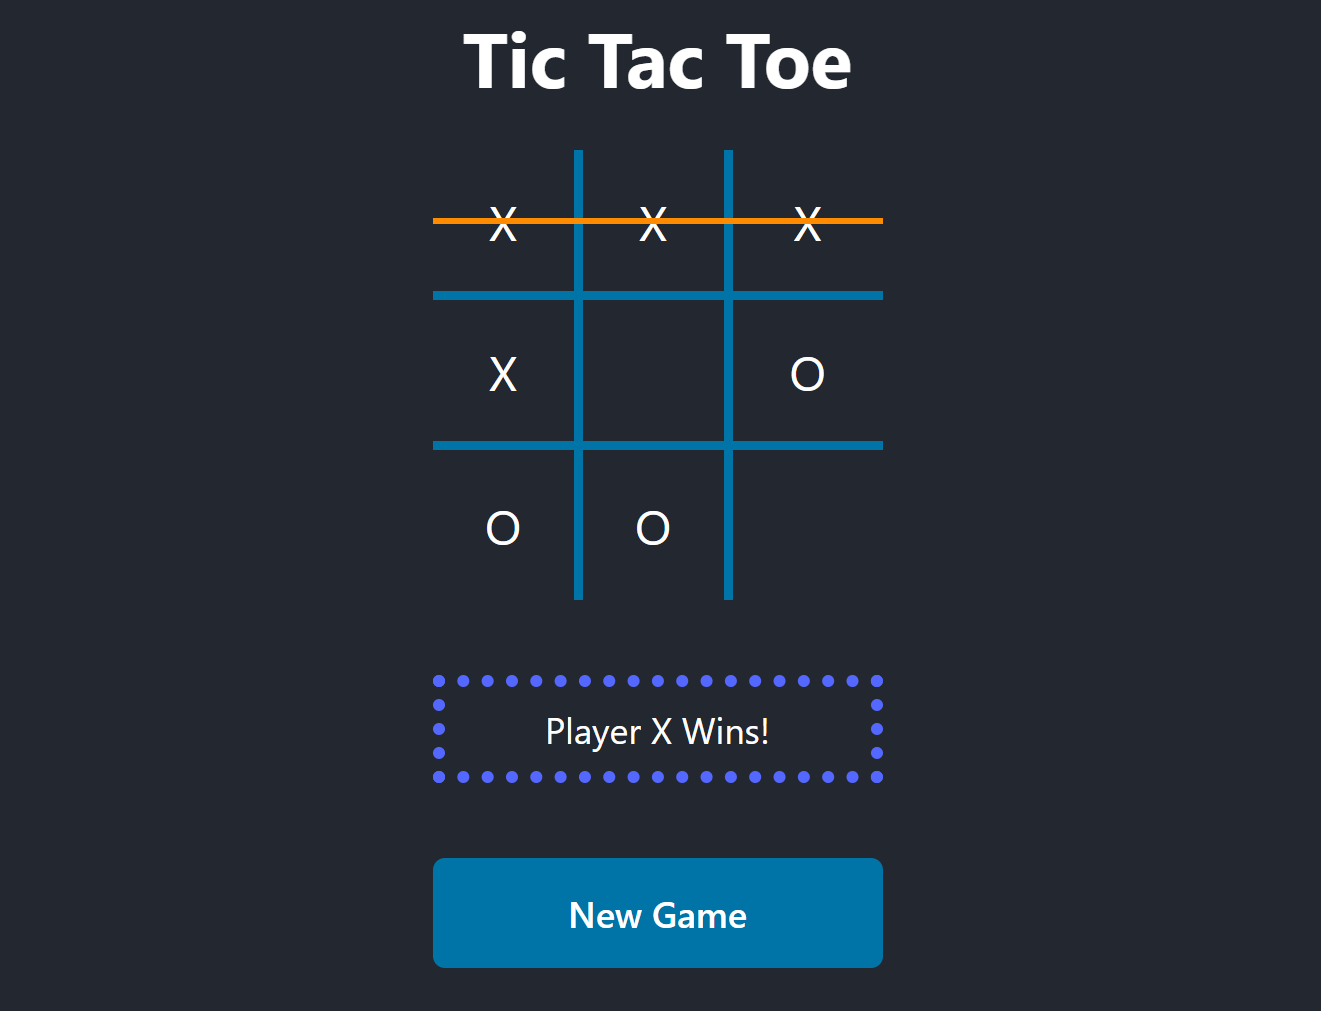 Tic Tac Toe
X X X
X O
O O
Player X Wins!
New Game